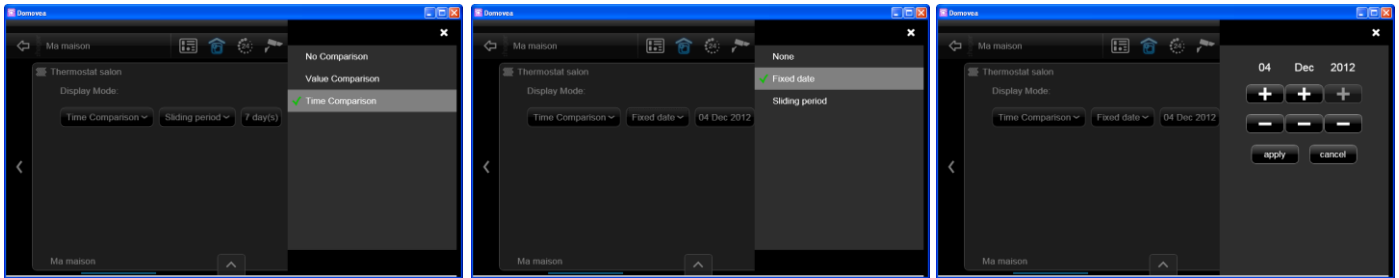 Domovea
Ma maison
24
Thermostat salon
Display Mode:
Time Comparison Sliding period 7 day(s)
Ma maison
No Comparison
Value Comparison
Time Comparison
Domovea
Ma maison
24
Thermostat salon
Display Mode:
Time Comparison Fixed date 04 Dec 2012
Ma maison
None
Fixed date
Sliding period
Domovea
Ma maison
24
Thermostat salon
Display Mode:
Time Comparison Fixed date 04 Dec 2012
Ma maison
04 Dec 2012
+ + +
− − −
apply cancel